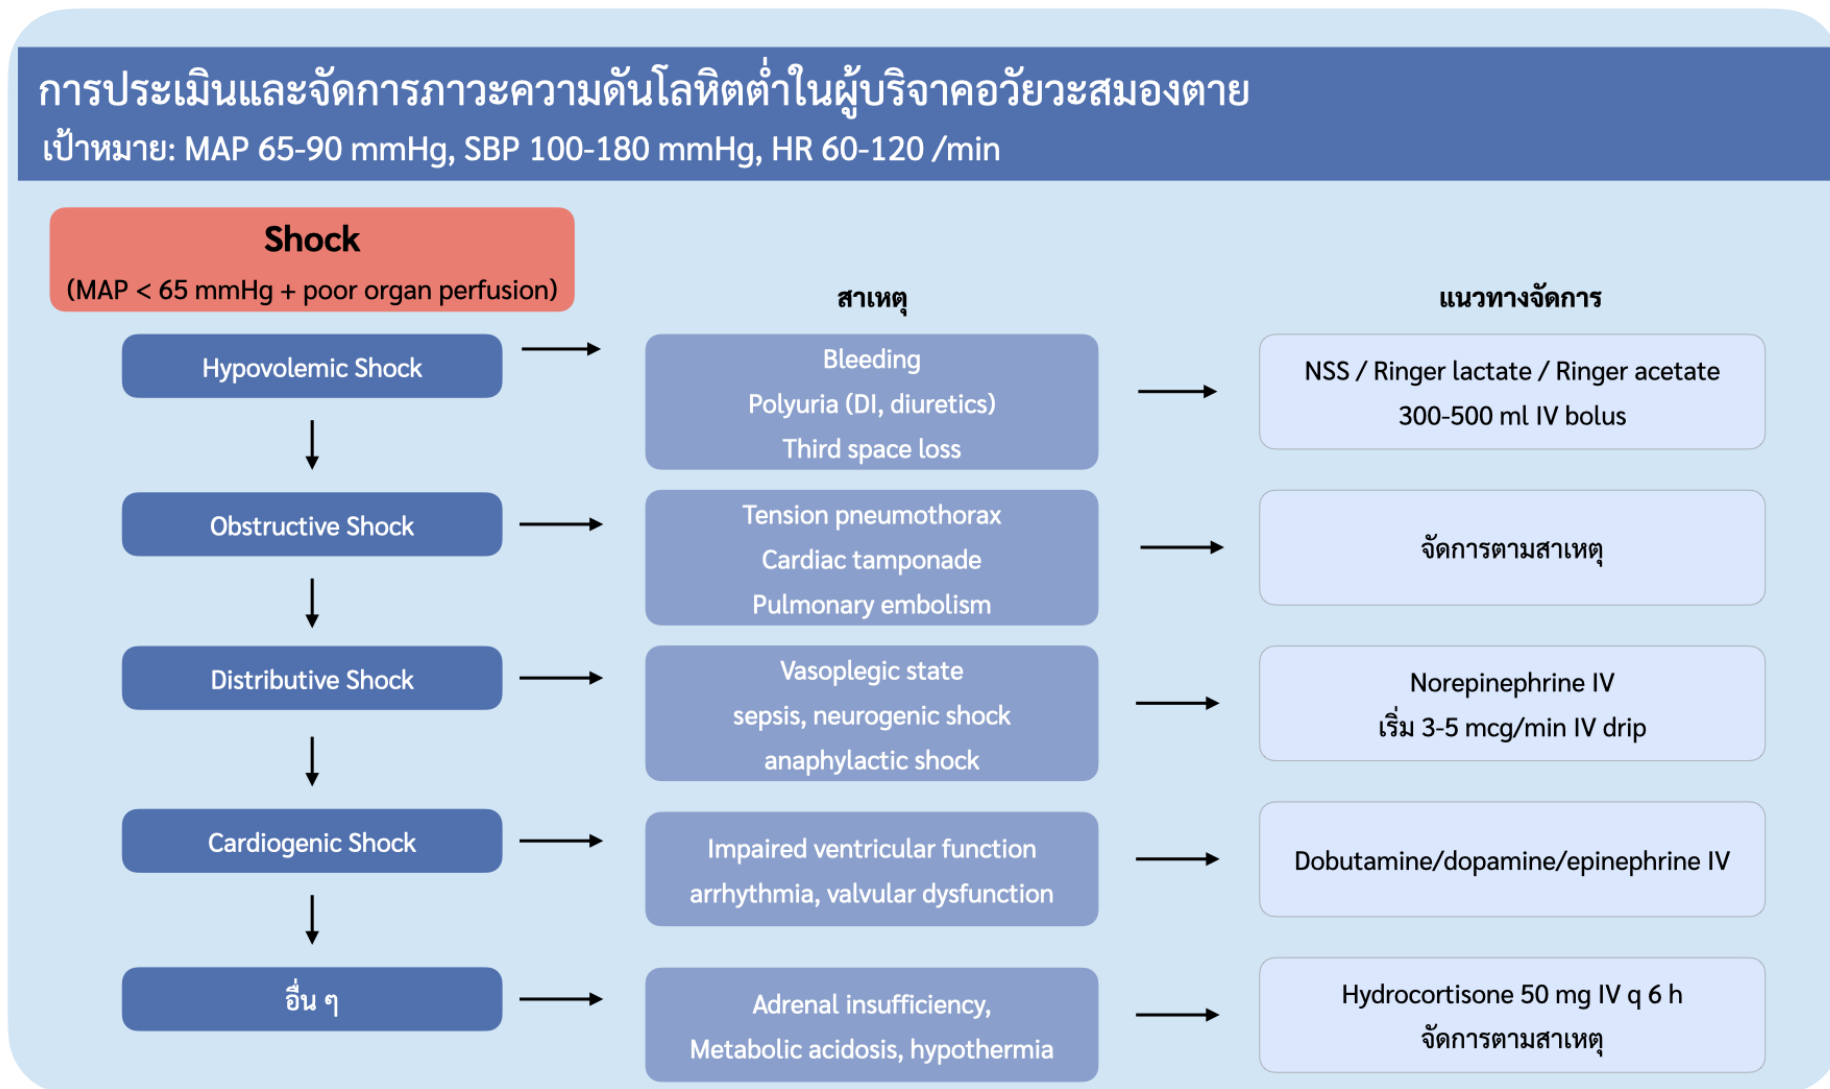 การประเมินและจัดการภาวะความดันโลหิตต่ำในผู้บริจาคอวัยวะสมองตาย
เป้าหมาย: MAP 65-90 mmHg, SBP 100-180 mmHg, HR 60-120 /min
Shock
(MAP < 65 mmHg + poor organ perfusion)
สาเหตุ
แนวทางจัดการ
Hypovolemic Shock
Bleeding
Polyuria (DI, diuretics)
Third space loss
NSS / Ringer lactate / Ringer acetate
300-500 ml IV bolus
Obstructive Shock
Tension pneumothorax
Cardiac tamponade
Pulmonary embolism
จัดการตามสาเหตุ
Distributive Shock
Vasoplegic state
sepsis, neurogenic shock
anaphylactic shock
Norepinephrine IV
เริ่ม 3-5 mcg/min IV drip
Cardiogenic Shock
Impaired ventricular function
arrhythmia, valvular dysfunction
Dobutamine/dopamine/epinephrine IV
อื่น ๆ
Adrenal insufficiency,
Metabolic acidosis, hypothermia
Hydrocortisone 50 mg IV q 6 h
จัดการตามสาเหตุ